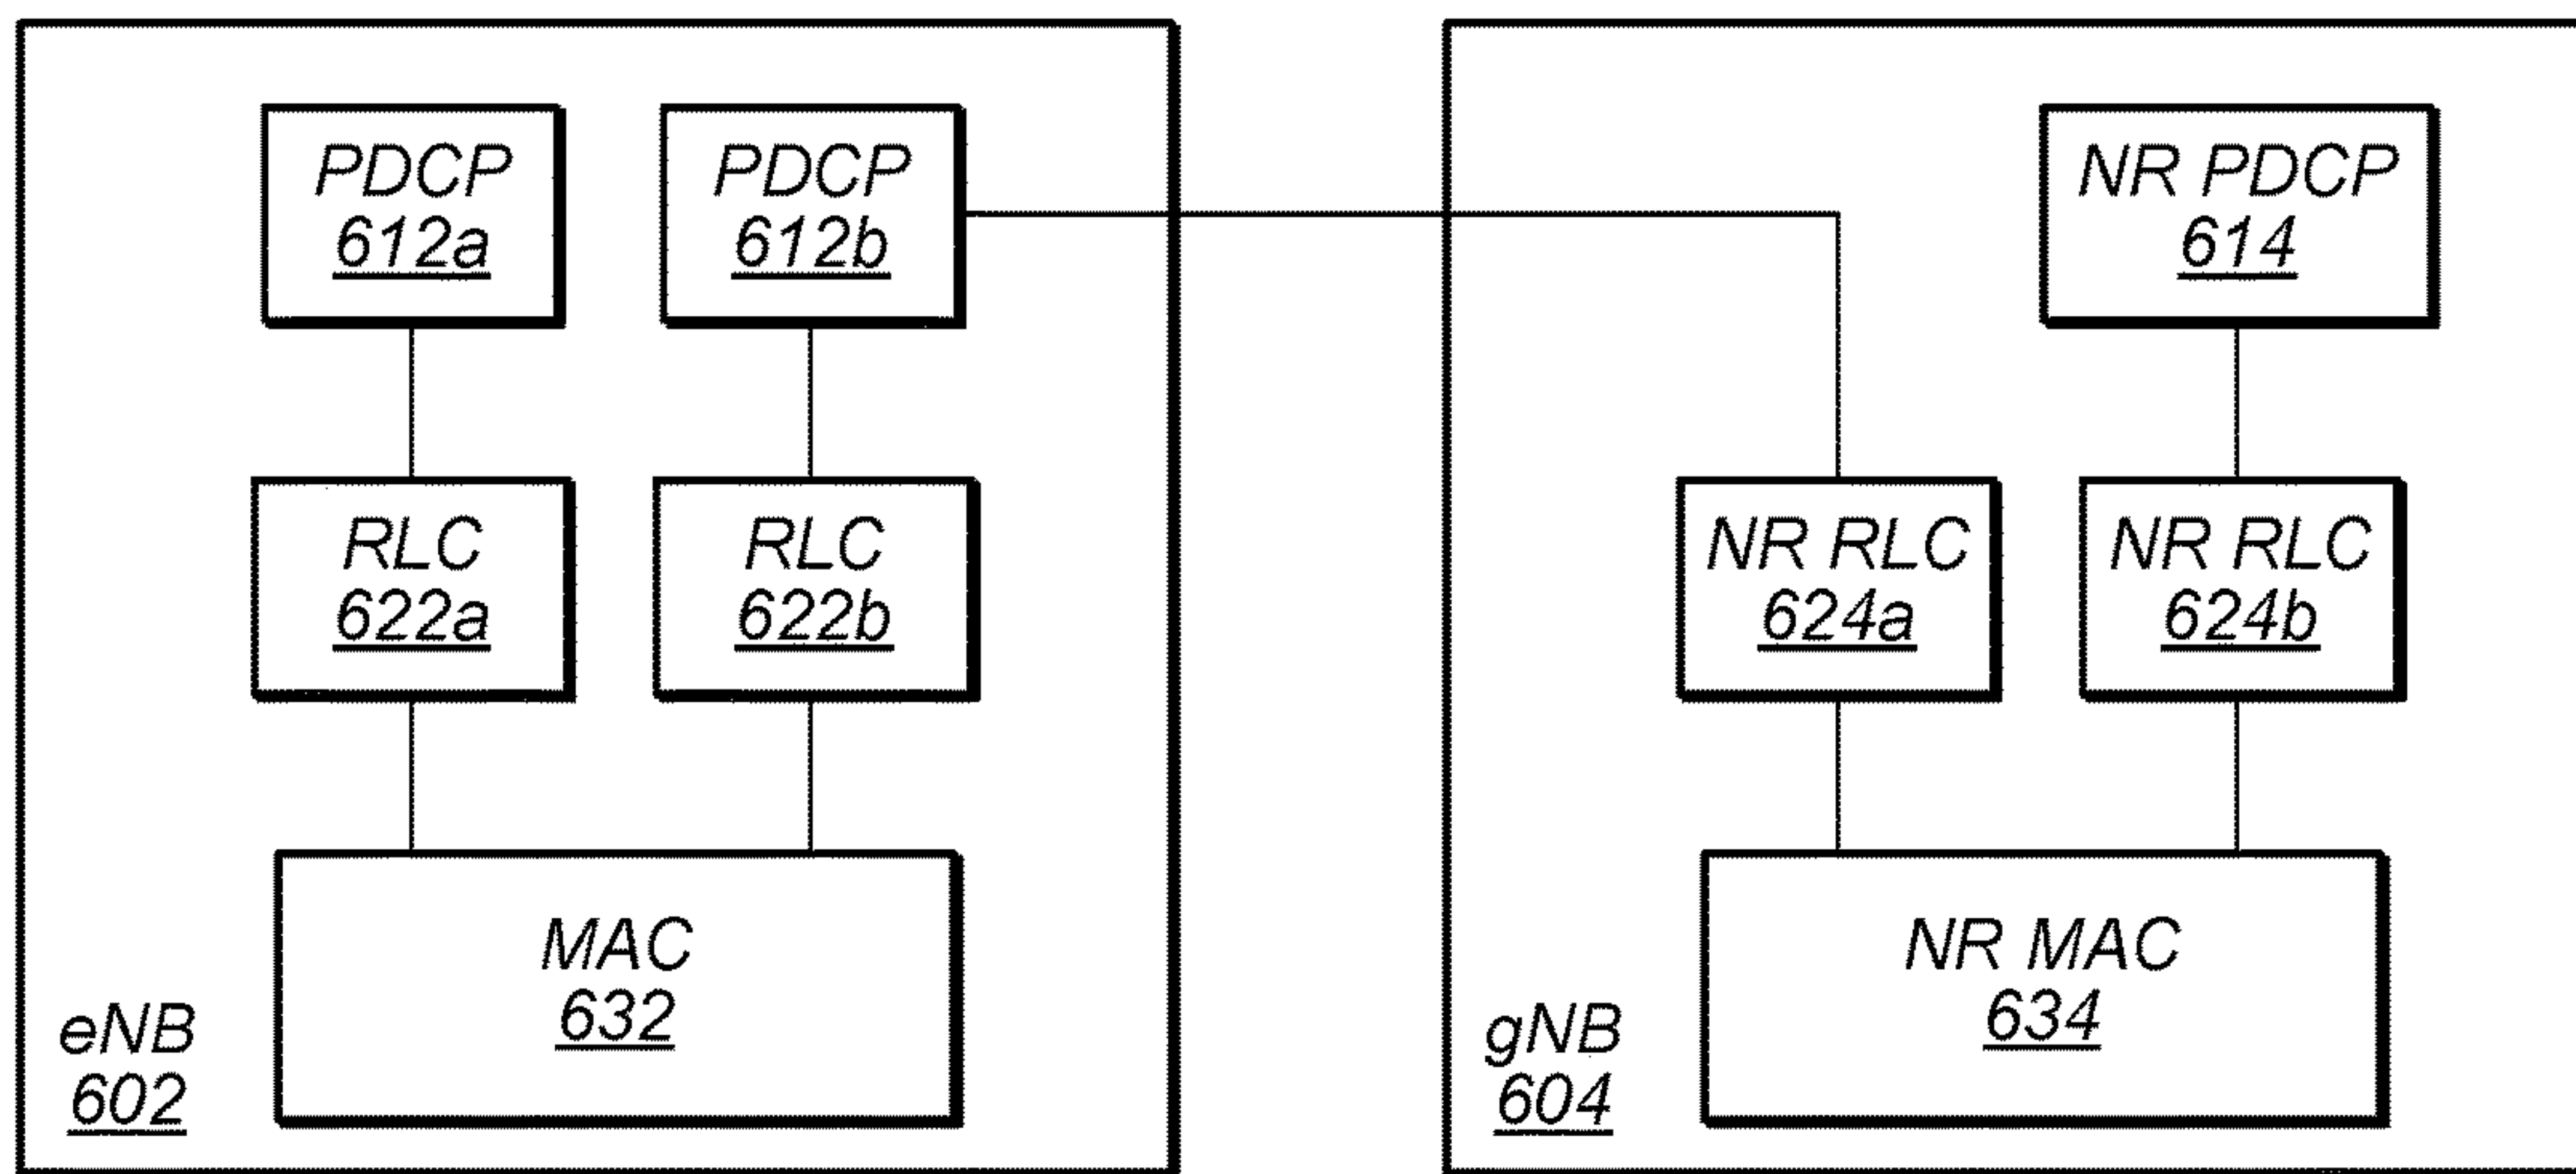 PDCP
612a
PDCP
612b
NR PDCP
614
RLC
622a
RLC
622b
NR RLC
624a
NR RLC
624b
MAC
632
NR MAC
634
eNB
602
gNB
604